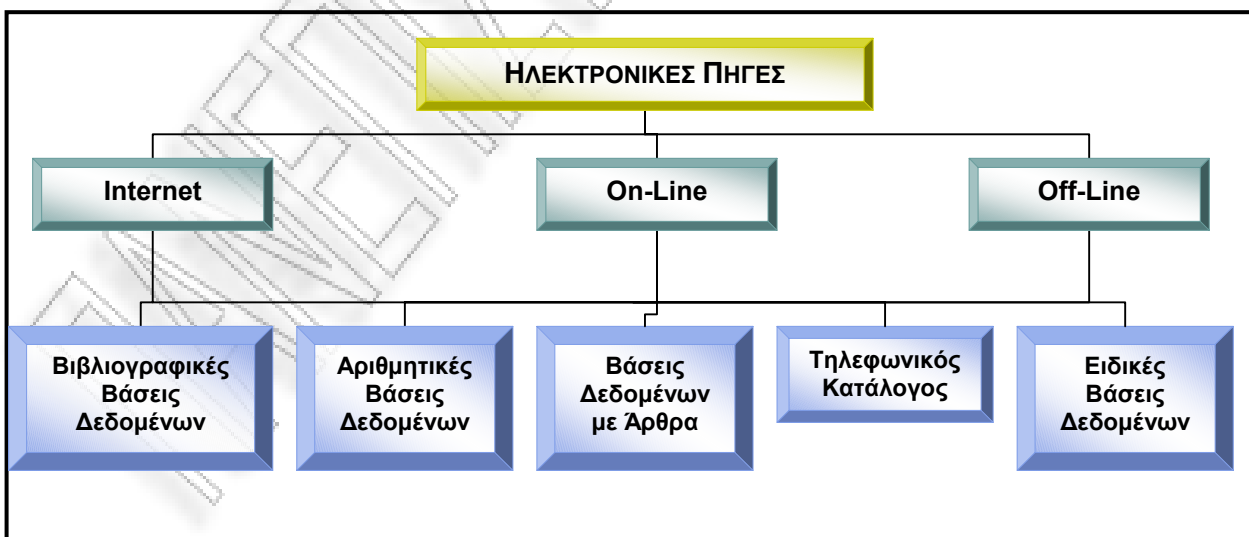 ΗΛΕΚΤΡΟΝΙΚΕΣ ΠΗΓΕΣ
Internet
On-Line
Off-Line
Βιβλιογραφικές
Βάσεις
Δεδομένων
Αριθμητικές
Βάσεις
Δεδομένων
Βάσεις
Δεδομένων
με Άρθρα
Τηλεφωνικός
Κατάλογος
Ειδικές
Βάσεις
Δεδομένων